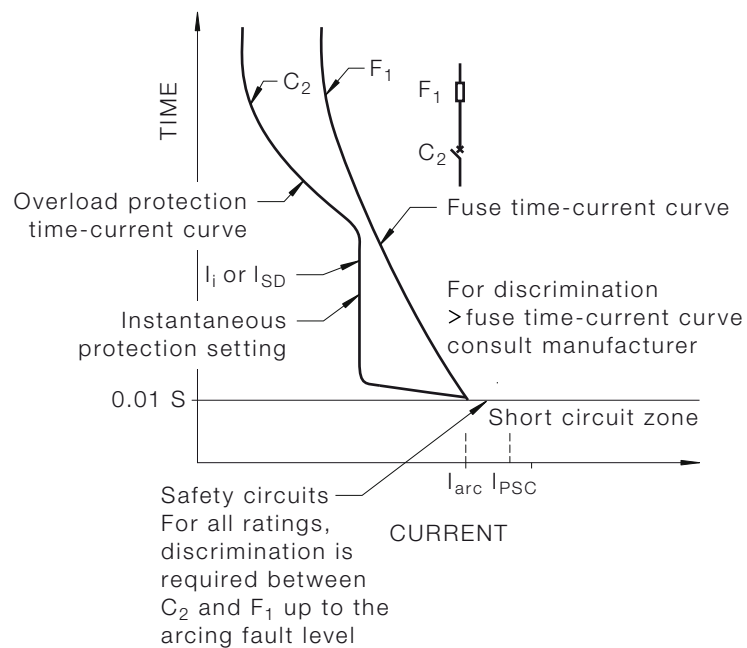 TIME
C2
F1
F1
C2
Overload protection
time-current curve
Fuse time-current curve
Ii or ISD
Instantaneous
protection setting
For discrimination
>fuse time-current curve
consult manufacturer
0.01 S
Short circuit zone
Iarc IPSC
Safety circuits
For all ratings,
discrimination is
required between
C2 and F1 up to the
arcing fault level
CURRENT